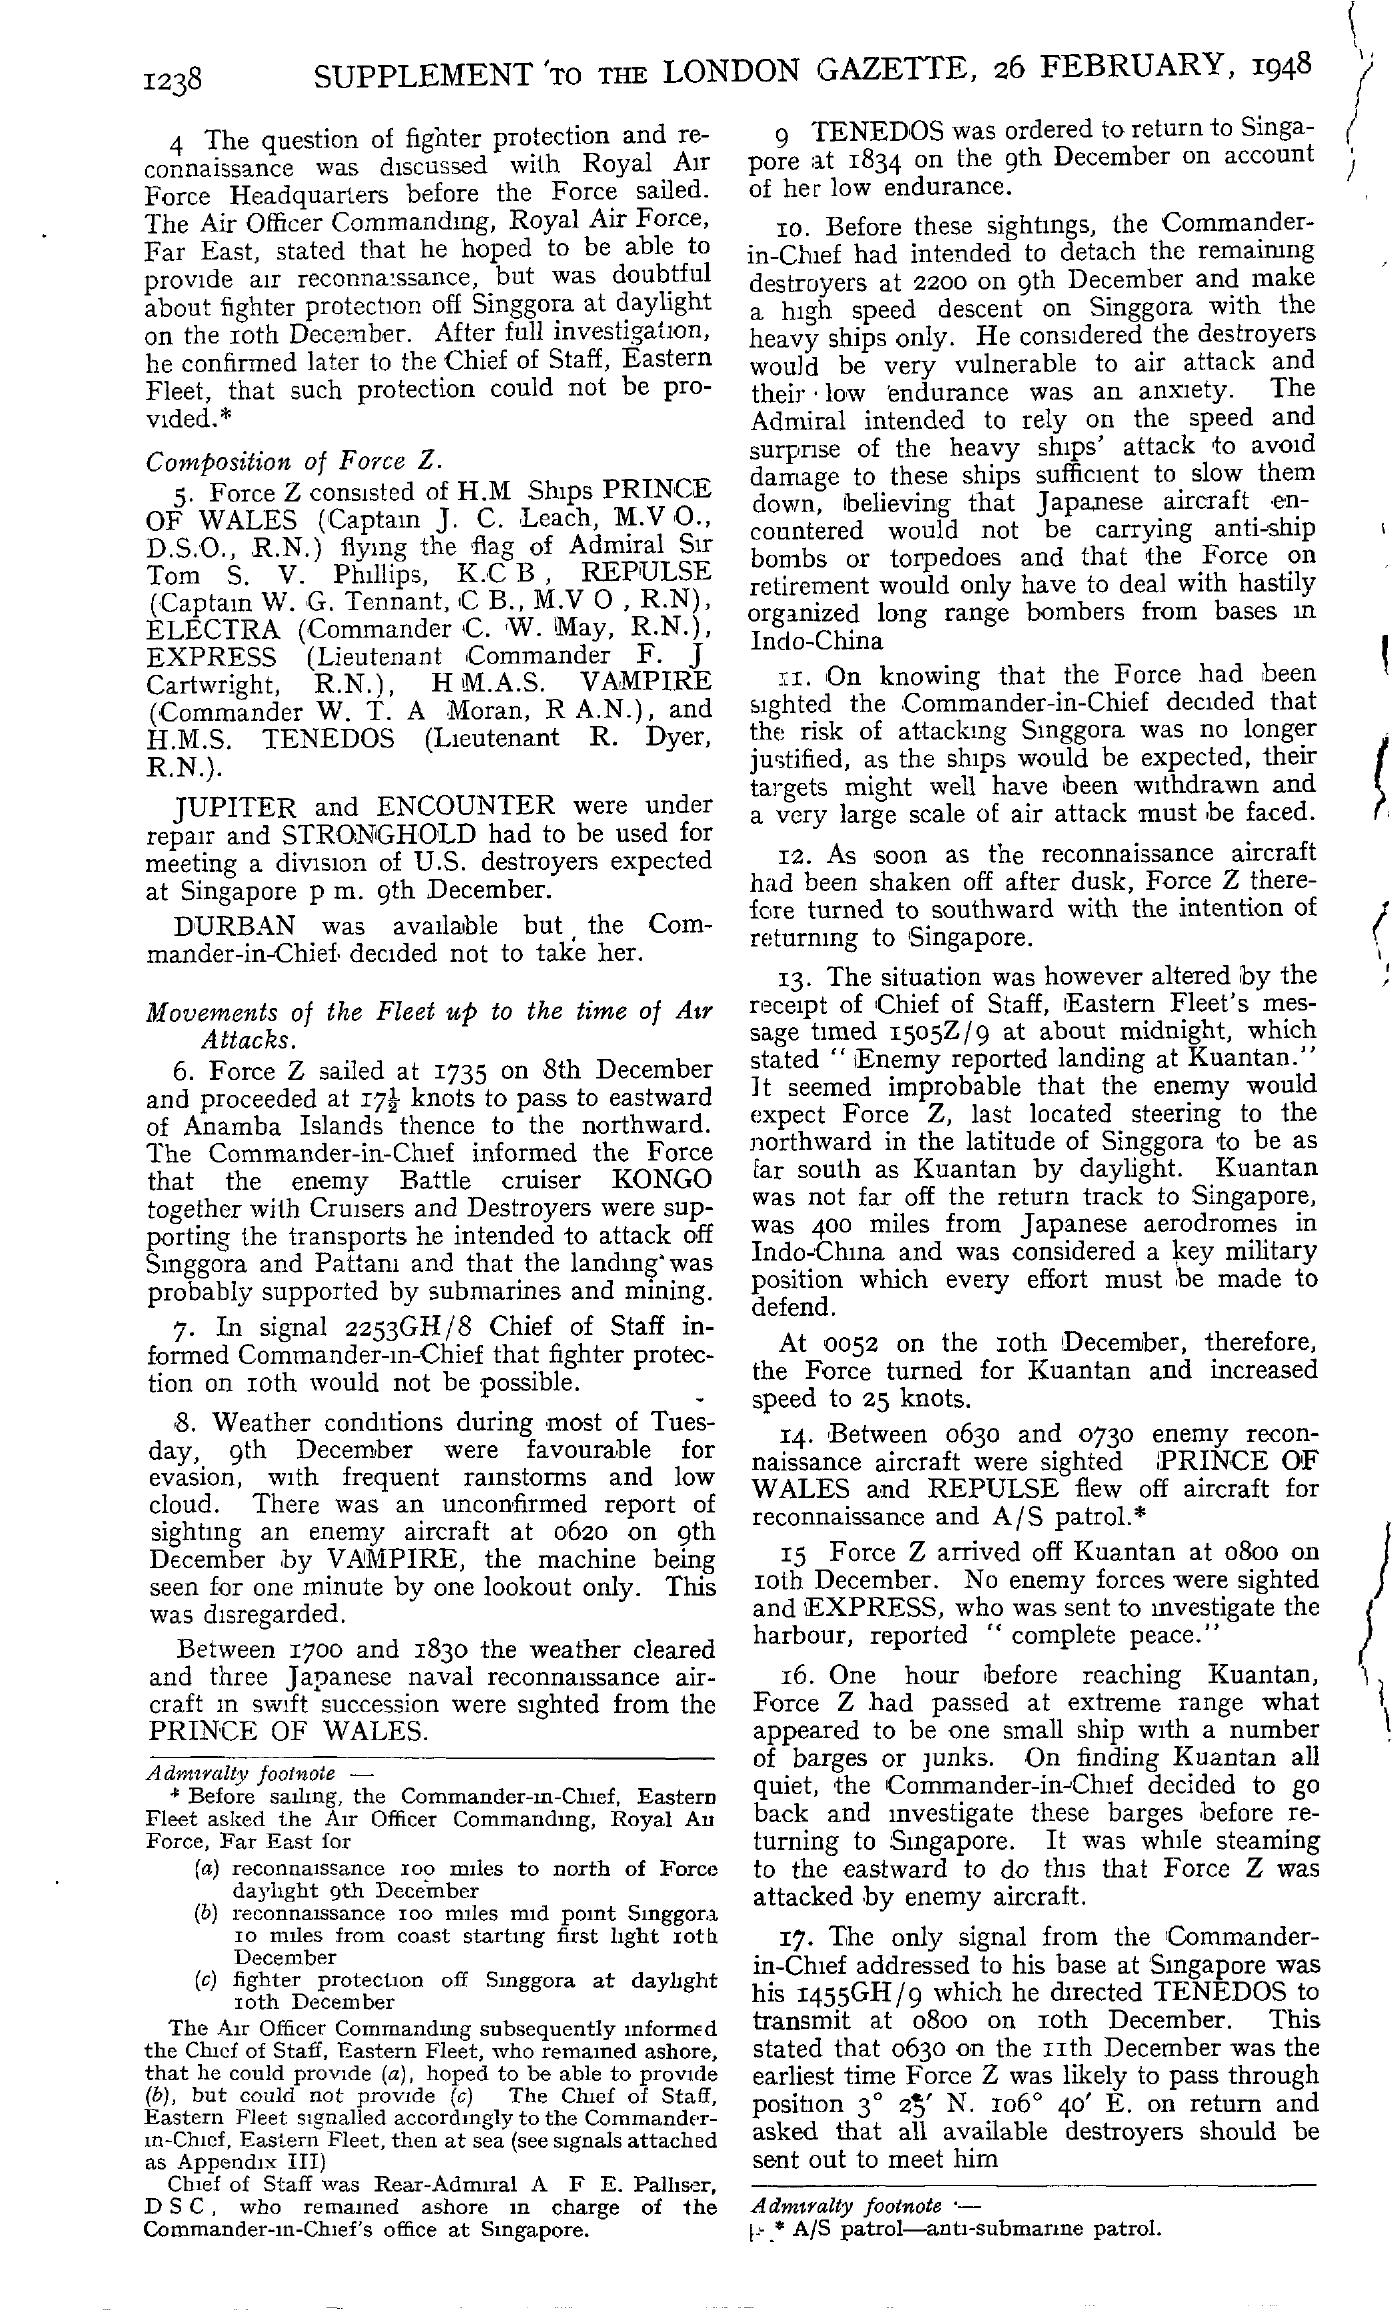 1238 SUPPLEMENT TO THE LONDON GAZETTE, 26 FEBRUARY, 1948
4 The question of fighter protection and re-
connaissance was discussed with Royal Air
Force Headquarters before the Force sailed.
The Air Officer Commanding, Royal Air Force,
Far East, stated that he hoped to be able to
provide air reconnaissance, but was doubtful
about fighter protection off Singgora at daylight
on the 10th December. After full investigation,
he confirmed later to the Chief of Staff, Eastern
Fleet, that such protection could not be pro-
vided.*
Composition of Force Z.
5. Force Z consisted of H.M Ships PRINCE
OF WALES (Captain J. C. Leach, M.V O.,
D.S.O., R.N.) flying the flag of Admiral Sir
Tom S. V. Phillips, K.C B , REPULSE
(Captain W. G. Tennant, C B., M.V O , R.N),
ELECTRA (Commander C. W. May, R.N.),
EXPRESS (Lieutenant Commander F. J
Cartwright, R.N.), H M.A.S. VAMPIRE
(Commander W. T. A Moran, R A.N.), and
H.M.S. TENEDOS (Lieutenant R. Dyer,
R.N.).
JUPITER and ENCOUNTER were under
repair and STRONGHOLD had to be used for
meeting a division of U.S. destroyers expected
at Singapore p m. 9th December.
DURBAN was available but the Com-
mander-in-Chief decided not to take her.
Movements of the Fleet up to the time of Air
Attacks.
6. Force Z sailed at 1735 on 8th December
and proceeded at 17½ knots to pass to eastward
of Anamba Islands thence to the northward.
The Commander-in-Chief informed the Force
that the enemy Battle cruiser KONGO
together with Cruisers and Destroyers were sup-
porting the transports he intended to attack off
Singgora and Pattani and that the landing was
probably supported by submarines and mining.
7. In signal 2253GH/8 Chief of Staff in-
formed Commander-in-Chief that fighter protec-
tion on 10th would not be possible.
8. Weather conditions during most of Tues-
day, 9th December were favourable for
evasion, with frequent rainstorms and low
cloud. There was an unconfirmed report of
sighting an enemy aircraft at 0620 on 9th
December by VAMPIRE, the machine being
seen for one minute by one lookout only. This
was disregarded.
Between 1700 and 1830 the weather cleared
and three Japanese naval reconnaissance air-
craft in swift succession were sighted from the
PRINCE OF WALES.
Admiralty footnote —
* Before sailing, the Commander-in-Chief, Eastern
Fleet asked the Air Officer Commanding, Royal Air
Force, Far East for
(a) reconnaissance 100 miles to north of Force
daylight 9th December
(b) reconnaissance 100 miles mid point Singgora
10 miles from coast starting first light 10th
December
(c) fighter protection off Singgora at daylight
10th December
The Air Officer Commanding subsequently informed
the Chief of Staff, Eastern Fleet, who remained ashore,
that he could provide (a), hoped to be able to provide
(b), but could not provide (c) The Chief of Staff,
Eastern Fleet signalled accordingly to the Commander-
in-Chief, Eastern Fleet, then at sea (see signals attached
as Appendix III)
Chief of Staff was Rear-Admiral A F E. Palliser,
D S C , who remained ashore in charge of the
Commander-in-Chief's office at Singapore.
9 TENEDOS was ordered to return to Singa-
pore at 1834 on the 9th December on account
of her low endurance.
10. Before these sightings, the Commander-
in-Chief had intended to detach the remaining
destroyers at 2200 on 9th December and make
a high speed descent on Singgora with the
heavy ships only. He considered the destroyers
would be very vulnerable to air attack and
their low endurance was an anxiety. The
Admiral intended to rely on the speed and
surprise of the heavy ships' attack to avoid
damage to these ships sufficient to slow them
down, believing that Japanese aircraft en-
countered would not be carrying anti-ship
bombs or torpedoes and that the Force on
retirement would only have to deal with hastily
organized long range bombers from bases in
Indo-China
11. On knowing that the Force had been
sighted the Commander-in-Chief decided that
the risk of attacking Singgora was no longer
justified, as the ships would be expected, their
targets might well have been withdrawn and
a very large scale of air attack must be faced.
12. As soon as the reconnaissance aircraft
had been shaken off after dusk, Force Z there-
fore turned to southward with the intention of
returning to Singapore.
13. The situation was however altered by the
receipt of Chief of Staff, Eastern Fleet's mes-
sage timed 1505Z/9 at about midnight, which
stated " Enemy reported landing at Kuantan."
It seemed improbable that the enemy would
expect Force Z, last located steering to the
northward in the latitude of Singgora to be as
far south as Kuantan by daylight. Kuantan
was not far off the return track to Singapore,
was 400 miles from Japanese aerodromes in
Indo-China and was considered a key military
position which every effort must be made to
defend.
At 0052 on the 10th December, therefore,
the Force turned for Kuantan and increased
speed to 25 knots.
14. Between 0630 and 0730 enemy recon-
naissance aircraft were sighted PRINCE OF
WALES and REPULSE flew off aircraft for
reconnaissance and A/S patrol.*
15 Force Z arrived off Kuantan at 0800 on
10th December. No enemy forces were sighted
and EXPRESS, who was sent to investigate the
harbour, reported " complete peace."
16. One hour before reaching Kuantan,
Force Z had passed at extreme range what
appeared to be one small ship with a number
of barges or junks. On finding Kuantan all
quiet, the Commander-in-Chief decided to go
back and investigate these barges before re-
turning to Singapore. It was while steaming
to the eastward to do this that Force Z was
attacked by enemy aircraft.
17. The only signal from the Commander-
in-Chief addressed to his base at Singapore was
his 1455GH/9 which he directed TENEDOS to
transmit at 0800 on 10th December. This
stated that 0630 on the 11th December was the
earliest time Force Z was likely to pass through
position 3° 25′ N. 106° 40′ E. on return and
asked that all available destroyers should be
sent out to meet him
Admiralty footnote —
* A/S patrol—anti-submarine patrol.